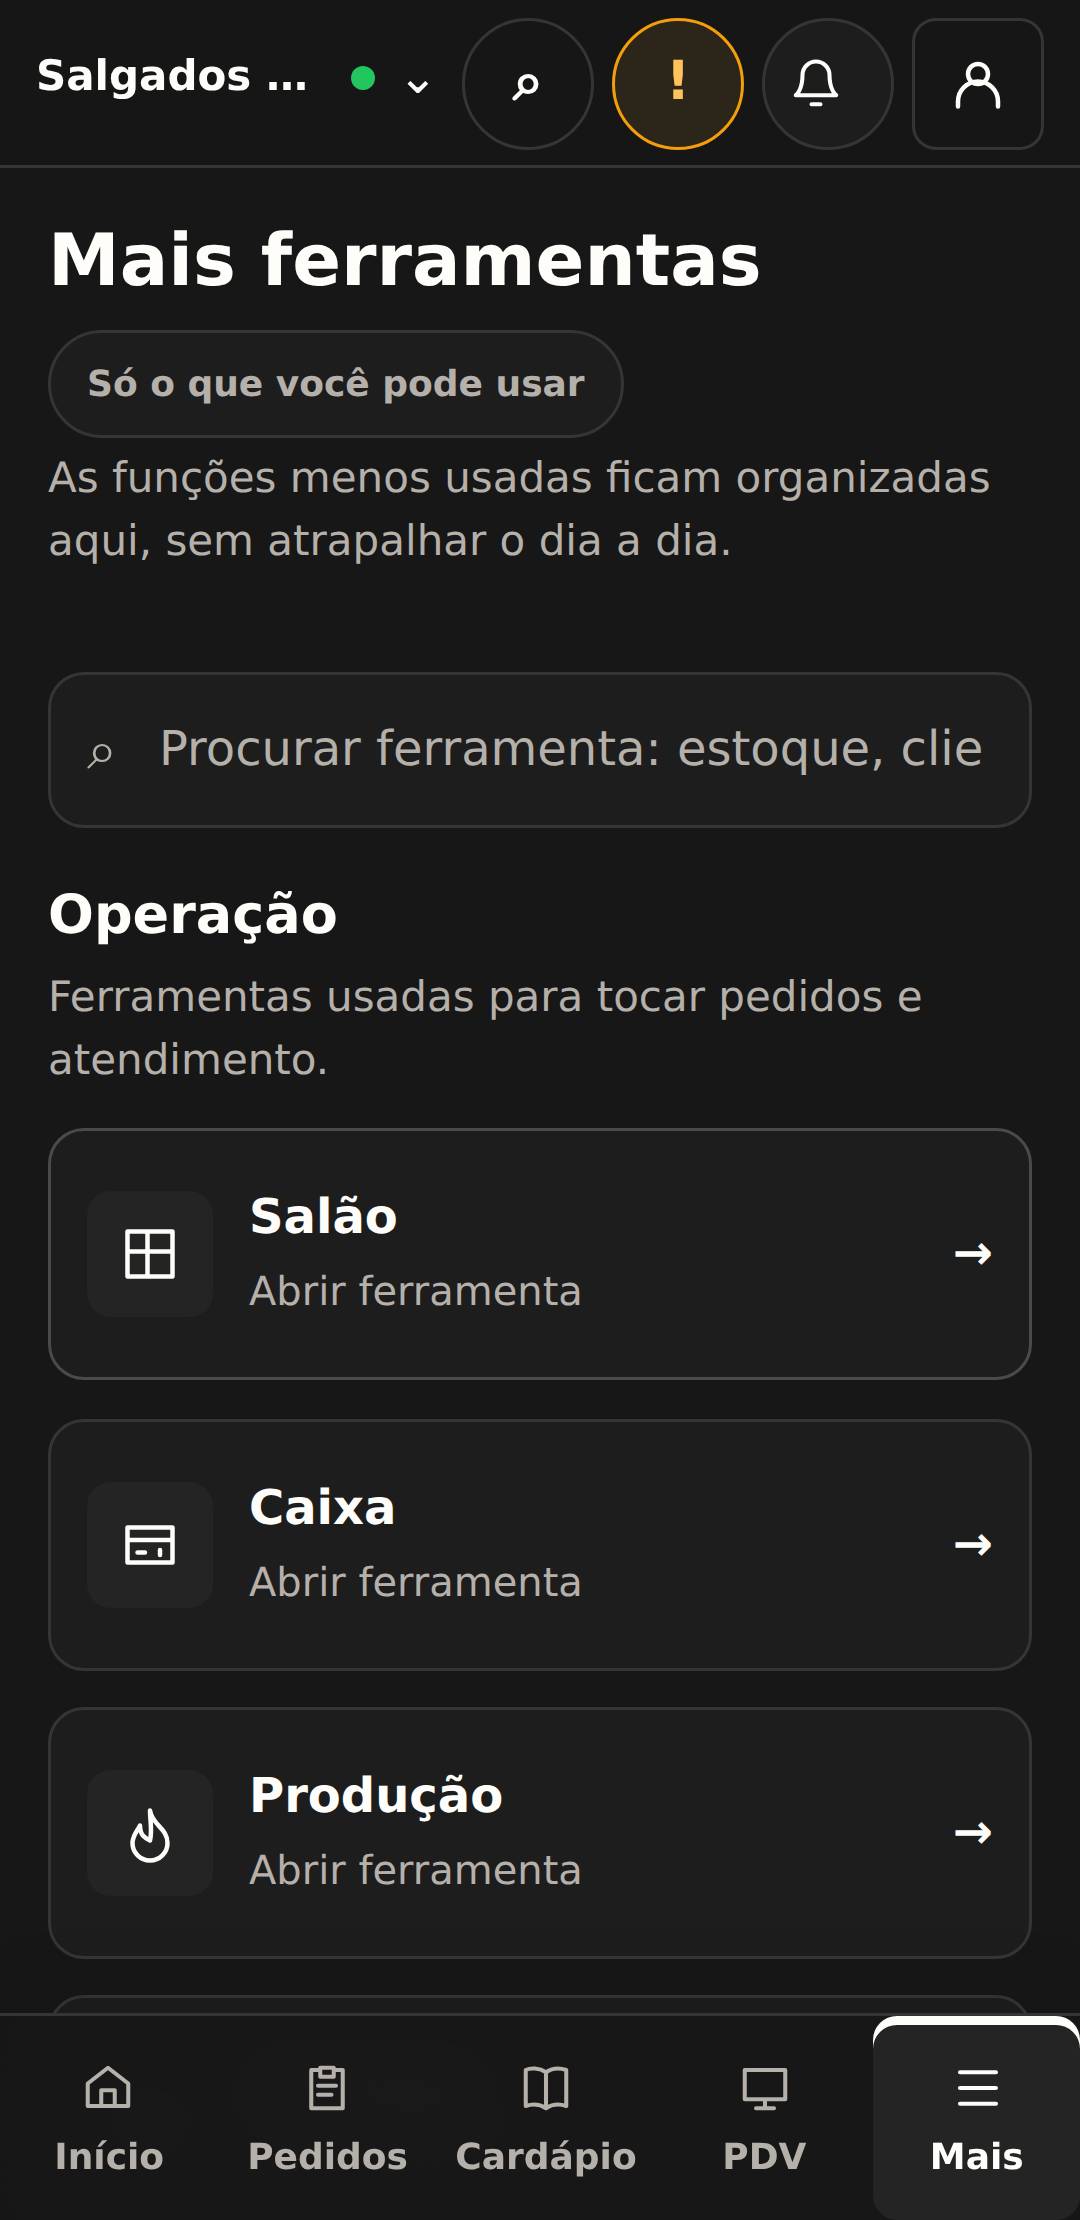 Salgados ...
!
Mais ferramentas
Só o que você pode usar
As funções menos usadas ficam organizadas
aqui, sem atrapalhar o dia a dia.
Procurar ferramenta: estoque, clie
Operação
Ferramentas usadas para tocar pedidos e
atendimento.
Salão
Abrir ferramenta
→
Caixa
Abrir ferramenta
→
Produção
Abrir ferramenta
→
Início
Pedidos
Cardápio
PDV
Mais